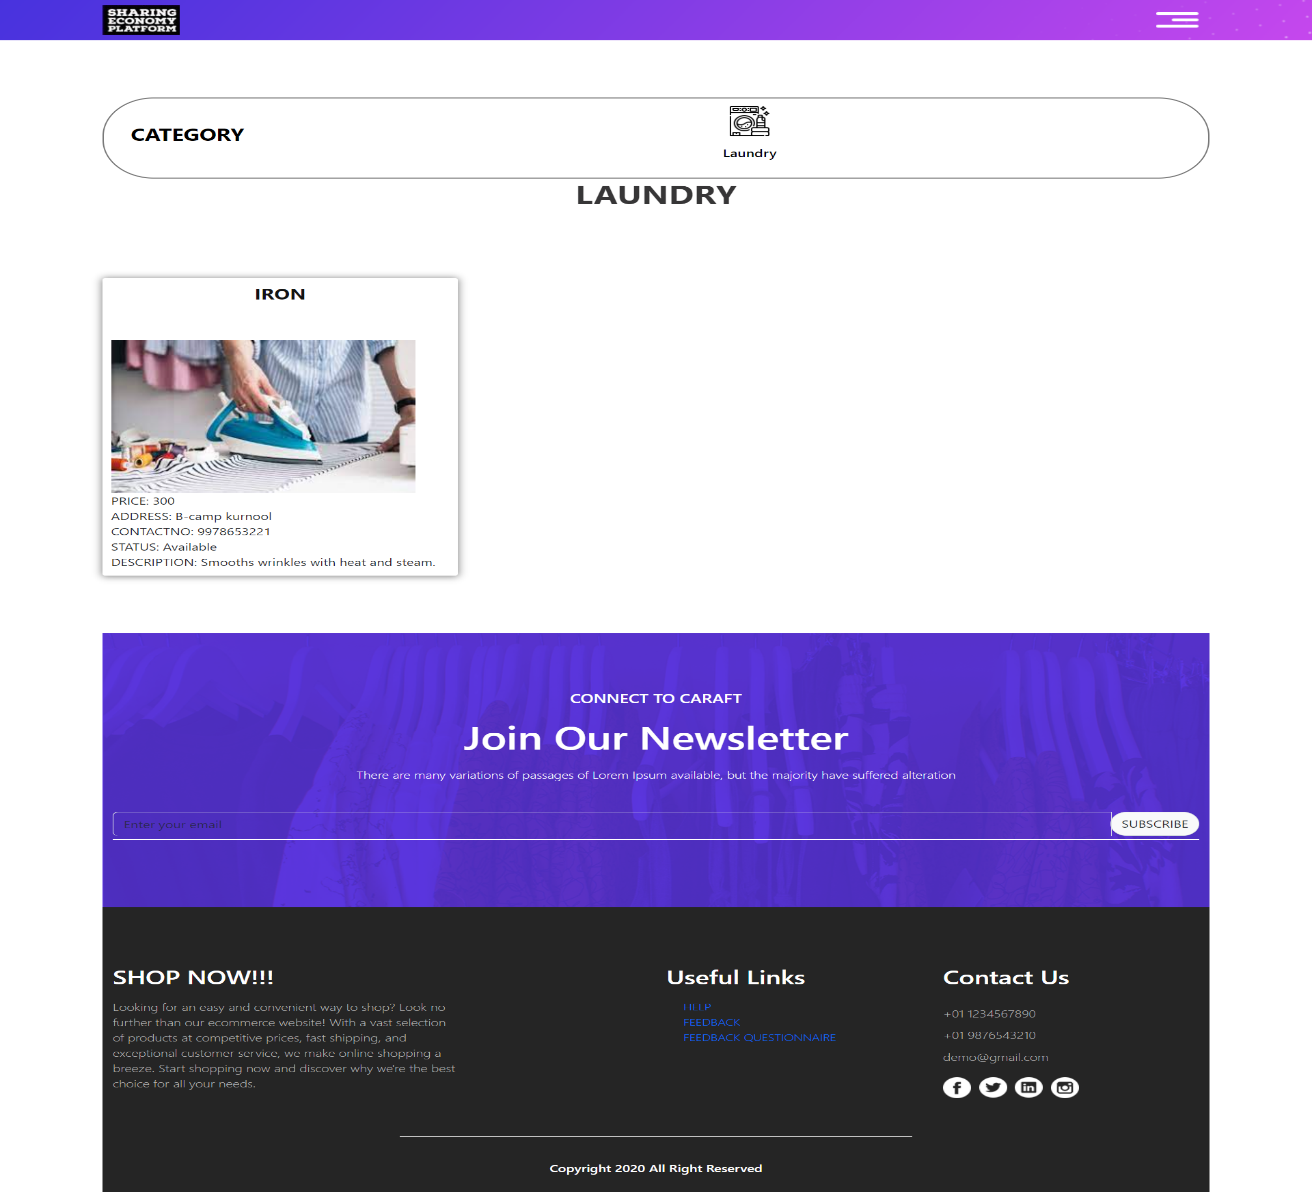 SHARING
ECONOMY
PLATFORM
CATEGORY
Laundry
LAUNDRY
IRON
PRICE: 300
ADDRESS: B-camp kurnool
CONTACTNO: 9978653221
STATUS: Available
DESCRIPTION: Smooths wrinkles with heat and steam.
CONNECT TO CARAFT
Join Our Newsletter
There are many variations of passages of Lorem Ipsum available, but the majority have suffered alteration
Enter your email
SUBSCRIBE
SHOP NOW!!!
Looking for an easy and convenient way to shop? Look no
further than our ecommerce website! With a vast selection
of products at competitive prices, fast shipping, and
exceptional customer service, we make online shopping a
breeze. Start shopping now and discover why we're the best
choice for all your needs.
Useful Links
HELP
FEEDBACK
FEEDBACK QUESTIONNAIRE
Contact Us
+01 1234567890
+01 9876543210
demo@gmail.com
Copyright 2020 All Right Reserved